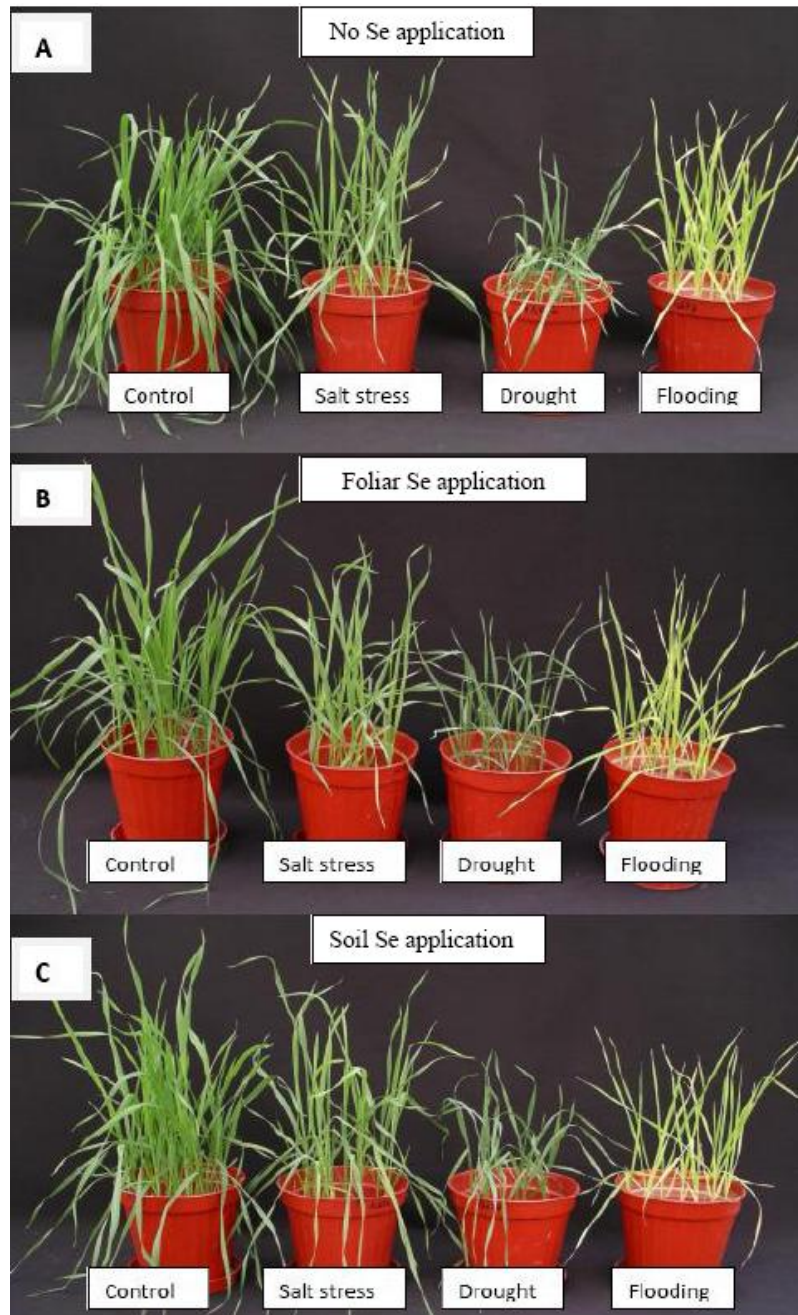 No Se application
A
Control
Salt stress
Drought
Flooding
Foliar Se application
B
Control
Salt stress
Drought
Flooding
Soil Se application
C
Control
Salt stress
Drought
Flooding